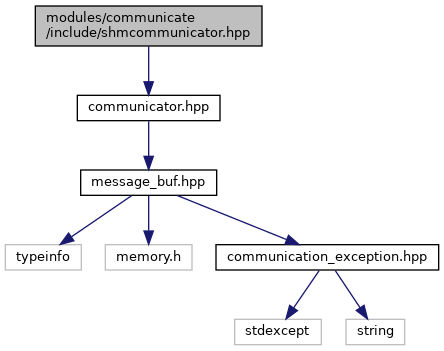 modules/communicate
/include/shmcommunicator.hpp
communicator.hpp
message_buf.hpp
typeinfo
memory.h
communication_exception.hpp
stdexcept
string